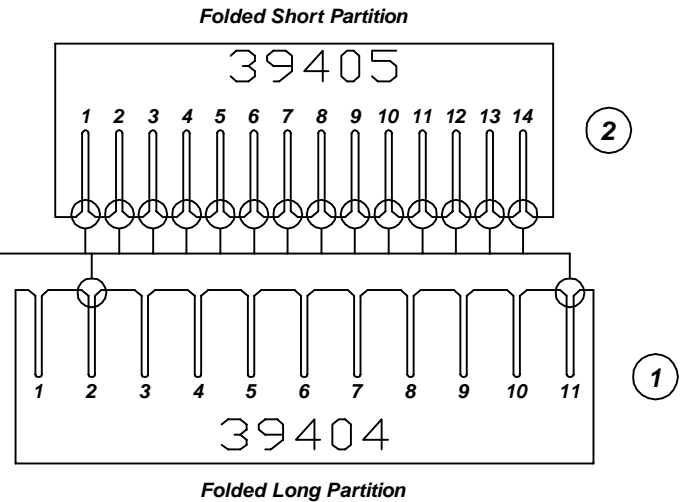 Folded Short Partition
39405
1 2 3 4 5 6 7 8 9 10 11 12 13 14
2
1 2 3 4 5 6 7 8 9 10 11
1
39404
Folded Long Partition